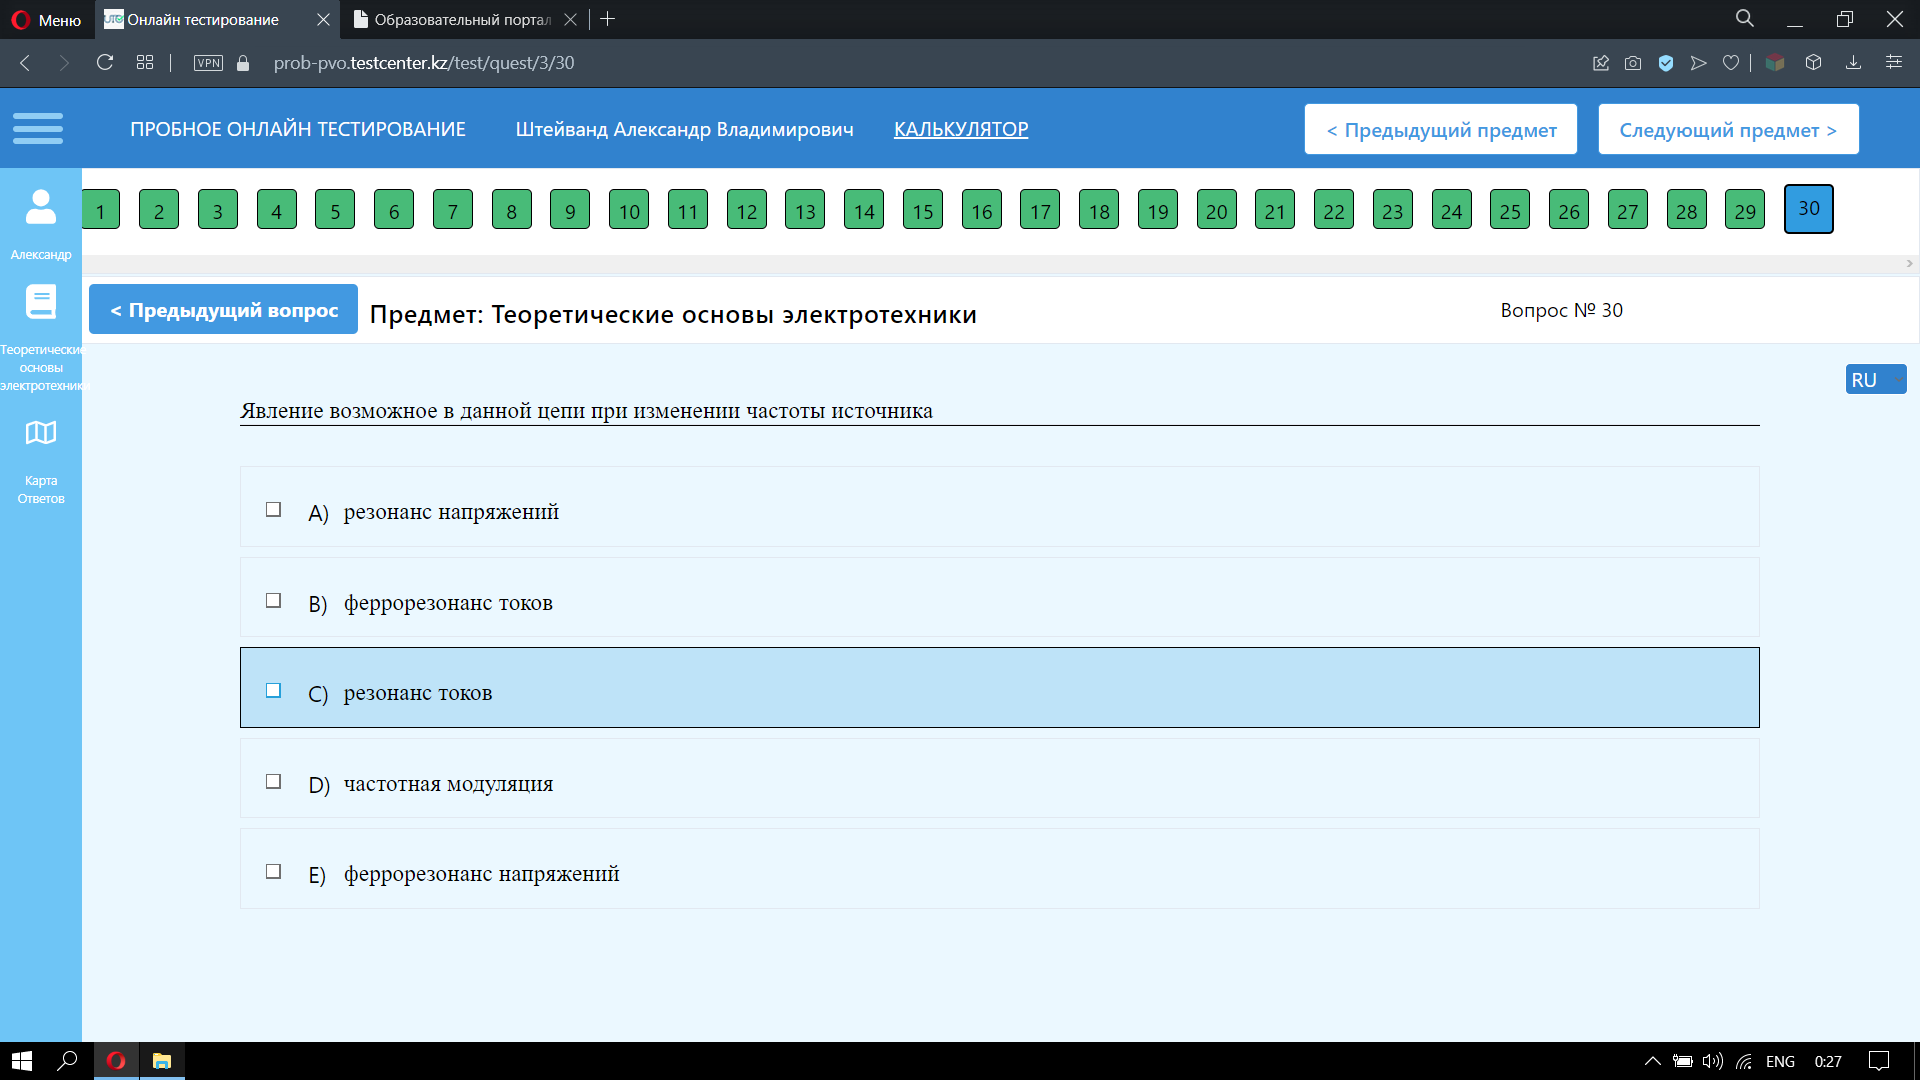 Меню
Онлайн тестирование
Образовательный портал
VPN
prob-pvo.testcenter.kz/test/quest/3/30
ПРОБНОЕ ОНЛАЙН ТЕСТИРОВАНИЕ
Штейванд Александр Владимирович
КАЛЬКУЛЯТОР
< Предыдущий предмет
Следующий предмет >
1 2 3 4 5 6 7 8 9 10 11 12 13 14 15 16 17 18 19 20 21 22 23 24 25 26 27 28 29 30
Александр
< Предыдущий вопрос
Предмет: Теоретические основы электротехники
Вопрос № 30
Теоретические
основы
электротехники
RU
Явление возможное в данной цепи при изменении частоты источника
Карта
Ответов
A) резонанс напряжений
B) феррорезонанс токов
C) резонанс токов
D) частотная модуляция
E) феррорезонанс напряжений
ENG
0:27